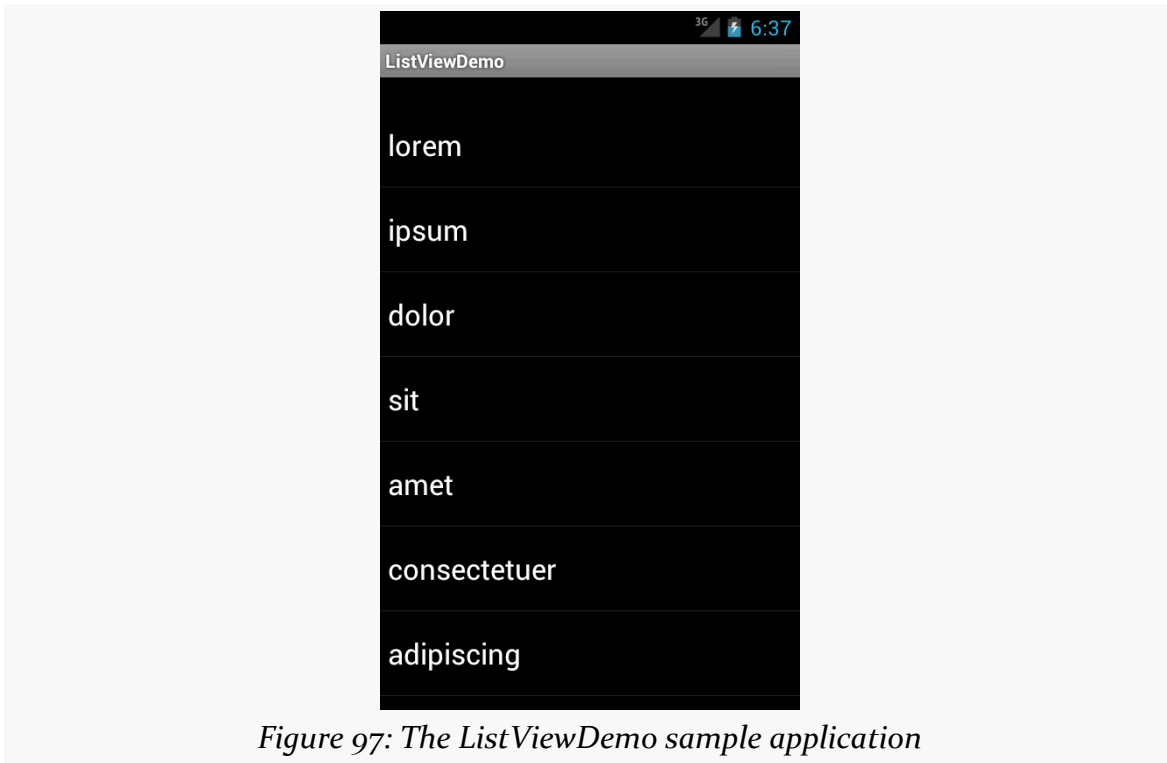 3G 6:37
ListViewDemo
lorem
ipsum
dolor
sit
amet
consectetuer
adipiscing
Figure 97: The ListViewDemo sample application